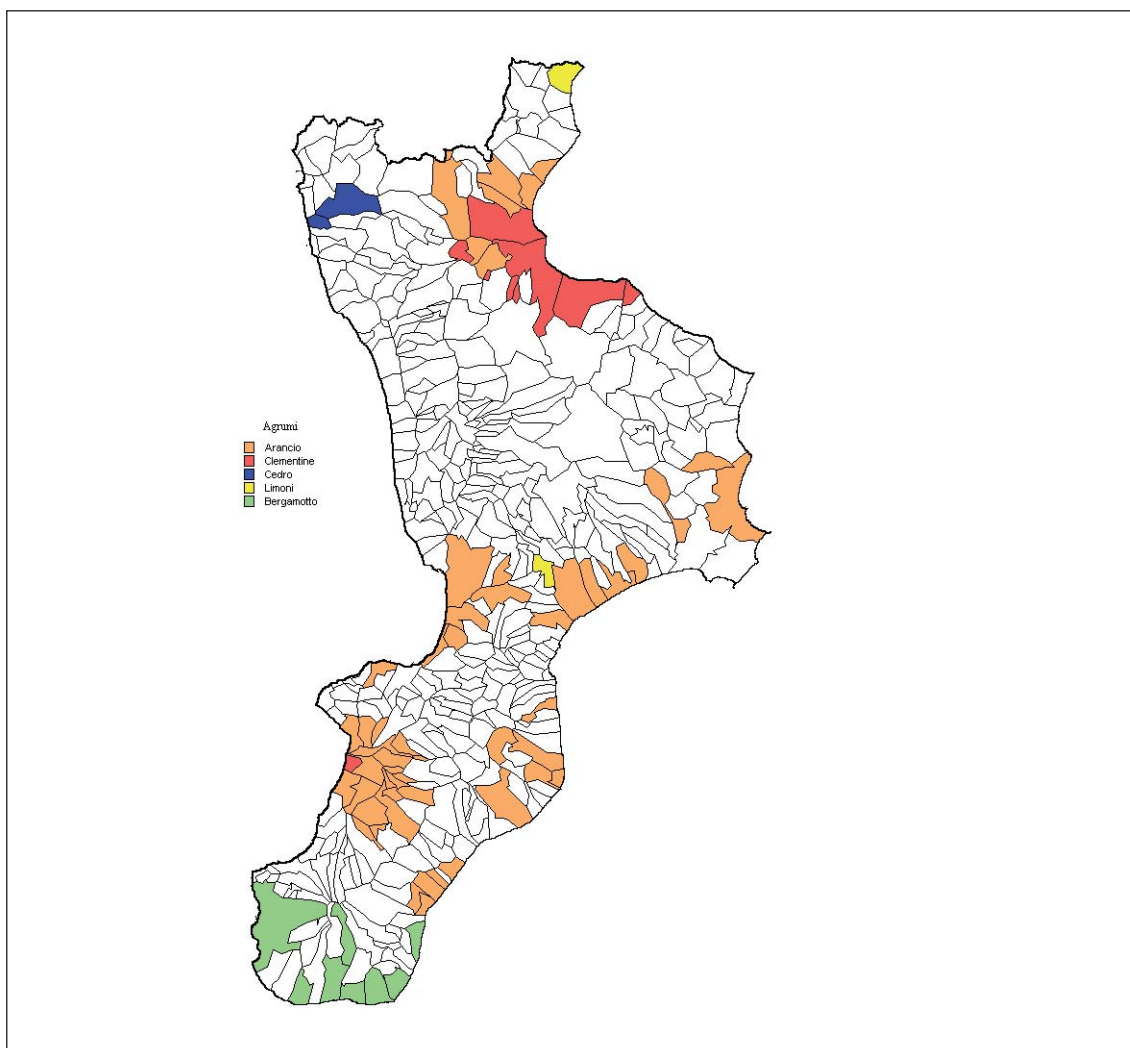 Agrumi
Arancio
Clementine
Cedro
Limoni
Bergamotto